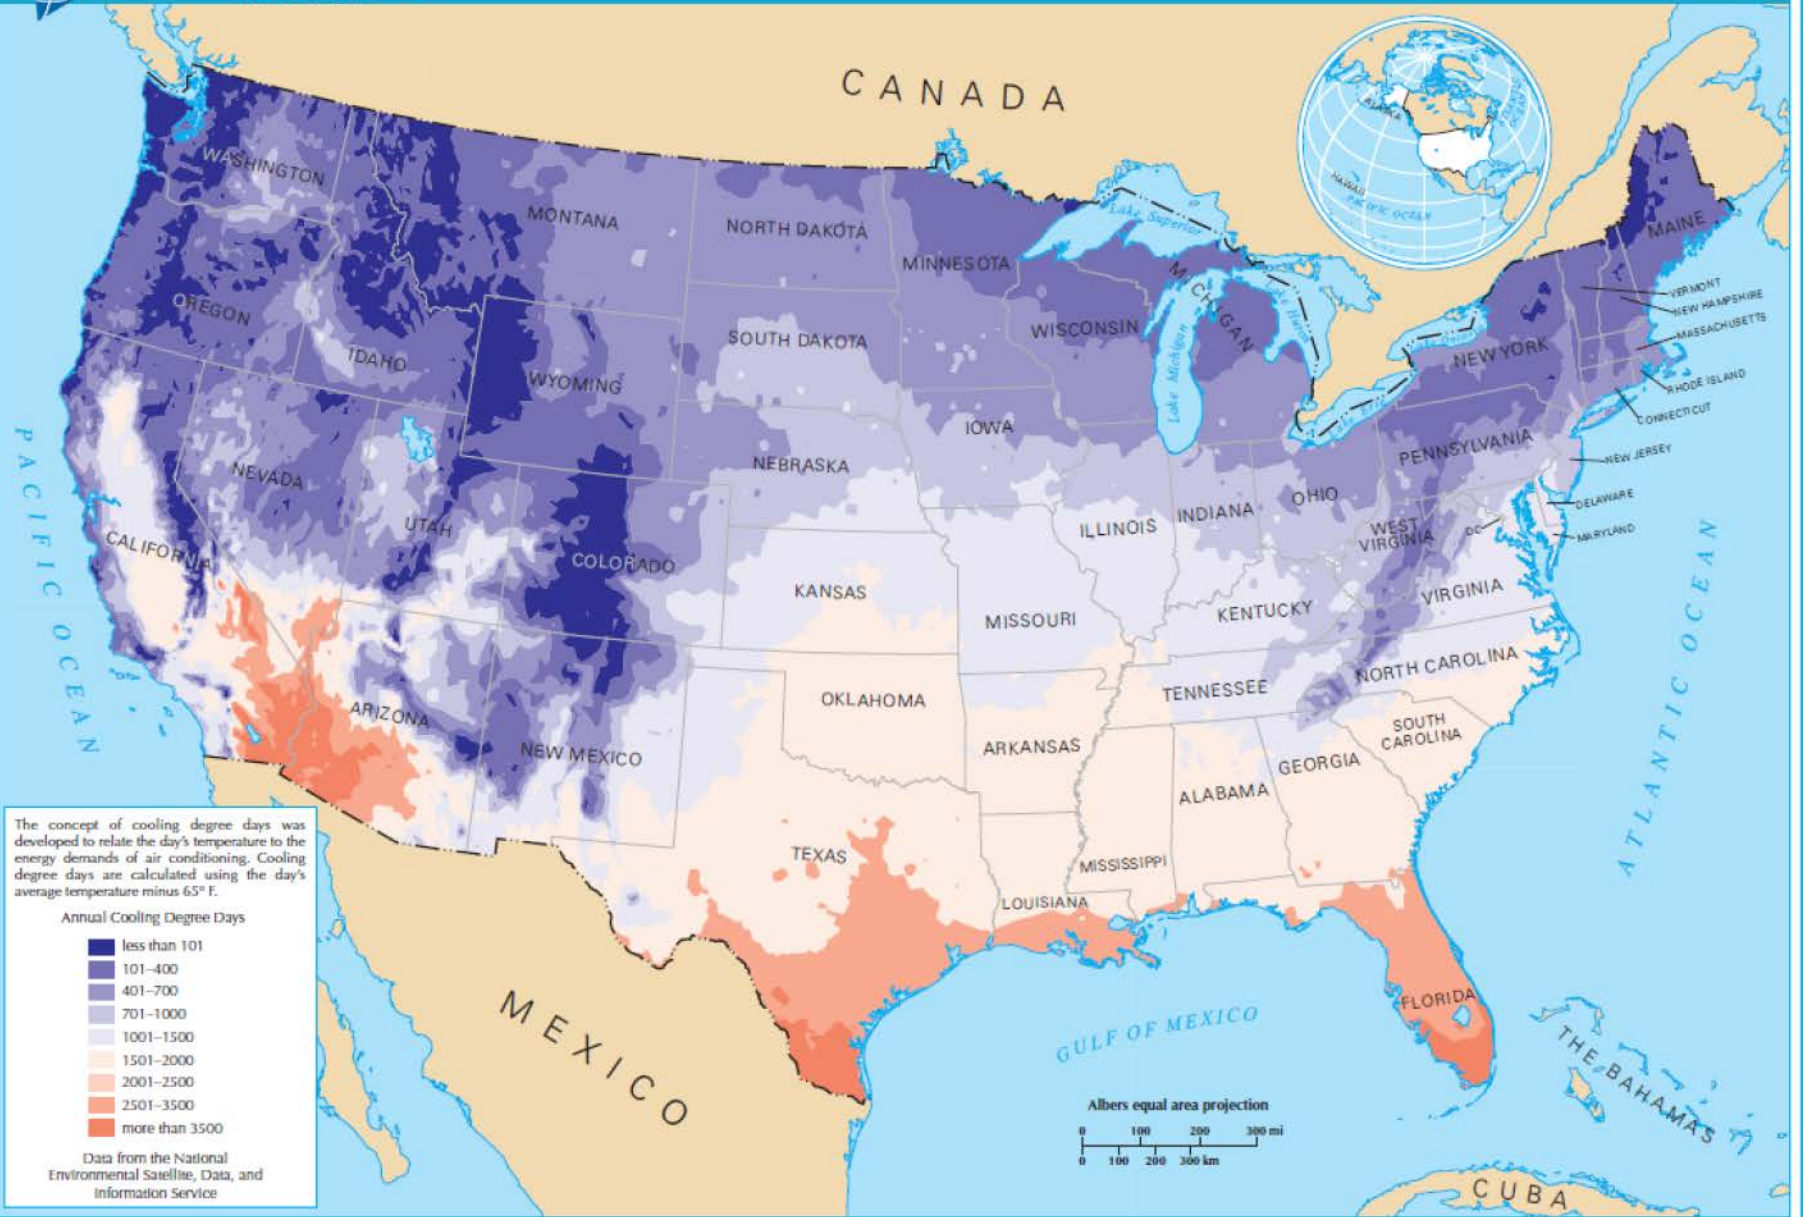 CANADA
ALASKA
HAWAII
PACIFIC OCEAN
WASHINGTON
MONTANA
NORTH DAKOTA
MINNESOTA
Lake Superior
MICHIGAN
MAINE
VERMONT
NEW HAMPSHIRE
MASSACHUSETTS
OREGON
IDAHO
WYOMING
SOUTH DAKOTA
WISCONSIN
Lake Michigan
Lake Huron
NEW YORK
RHODE ISLAND
CONNECTICUT
Lake Erie
IOWA
NEBRASKA
PENNSYLVANIA
NEW JERSEY
NEVADA
UTAH
ILLINOIS
INDIANA
OHIO
WEST
VIRGINIA
DC
DELAWARE
MARYLAND
CALIFORNIA
COLORADO
KANSAS
MISSOURI
KENTUCKY
VIRGINIA
PACIFIC OCEAN
ATLANTIC OCEAN
ARIZONA
NEW MEXICO
OKLAHOMA
ARKANSAS
TENNESSEE
NORTH CAROLINA
SOUTH
CAROLINA
GEORGIA
ALABAMA
MISSISSIPPI
TEXAS
LOUISIANA
FLORIDA
GULF OF MEXICO
MEXICO
THE BAHAMAS
CUBA
The concept of cooling degree days was
developed to relate the day's temperature to the
energy demands of air conditioning. Cooling
degree days are calculated using the day's
average temperature minus 65° F.
Annual Cooling Degree Days
less than 101
101–400
401–700
701–1000
1001–1500
1501–2000
2001–2500
2501–3500
more than 3500
Data from the National
Environmental Satellite, Data, and
Information Service
Albers equal area projection
0 100 200 300 mi
0 100 200 300 km